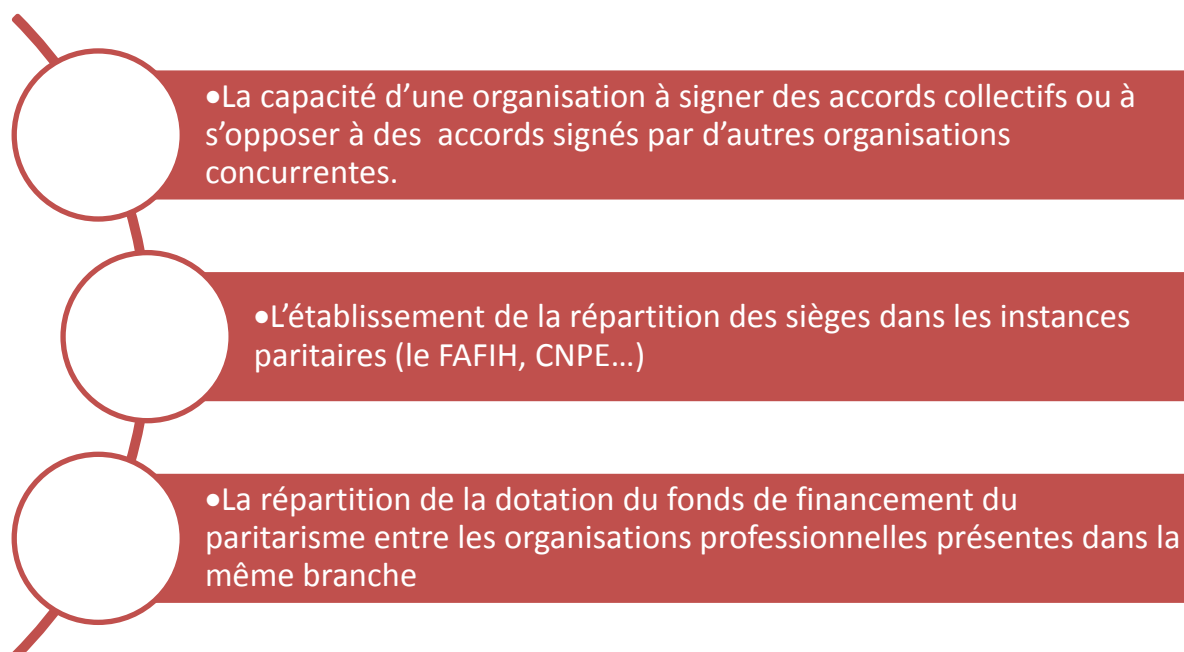 •La capacité d’une organisation à signer des accords collectifs ou à
s’opposer à des  accords signés par d’autres organisations
concurrentes.
•L’établissement de la répartition des sièges dans les instances
paritaires (le FAFIH, CNPE…)
•La répartition de la dotation du fonds de financement du
paritarisme entre les organisations professionnelles présentes dans la
même branche